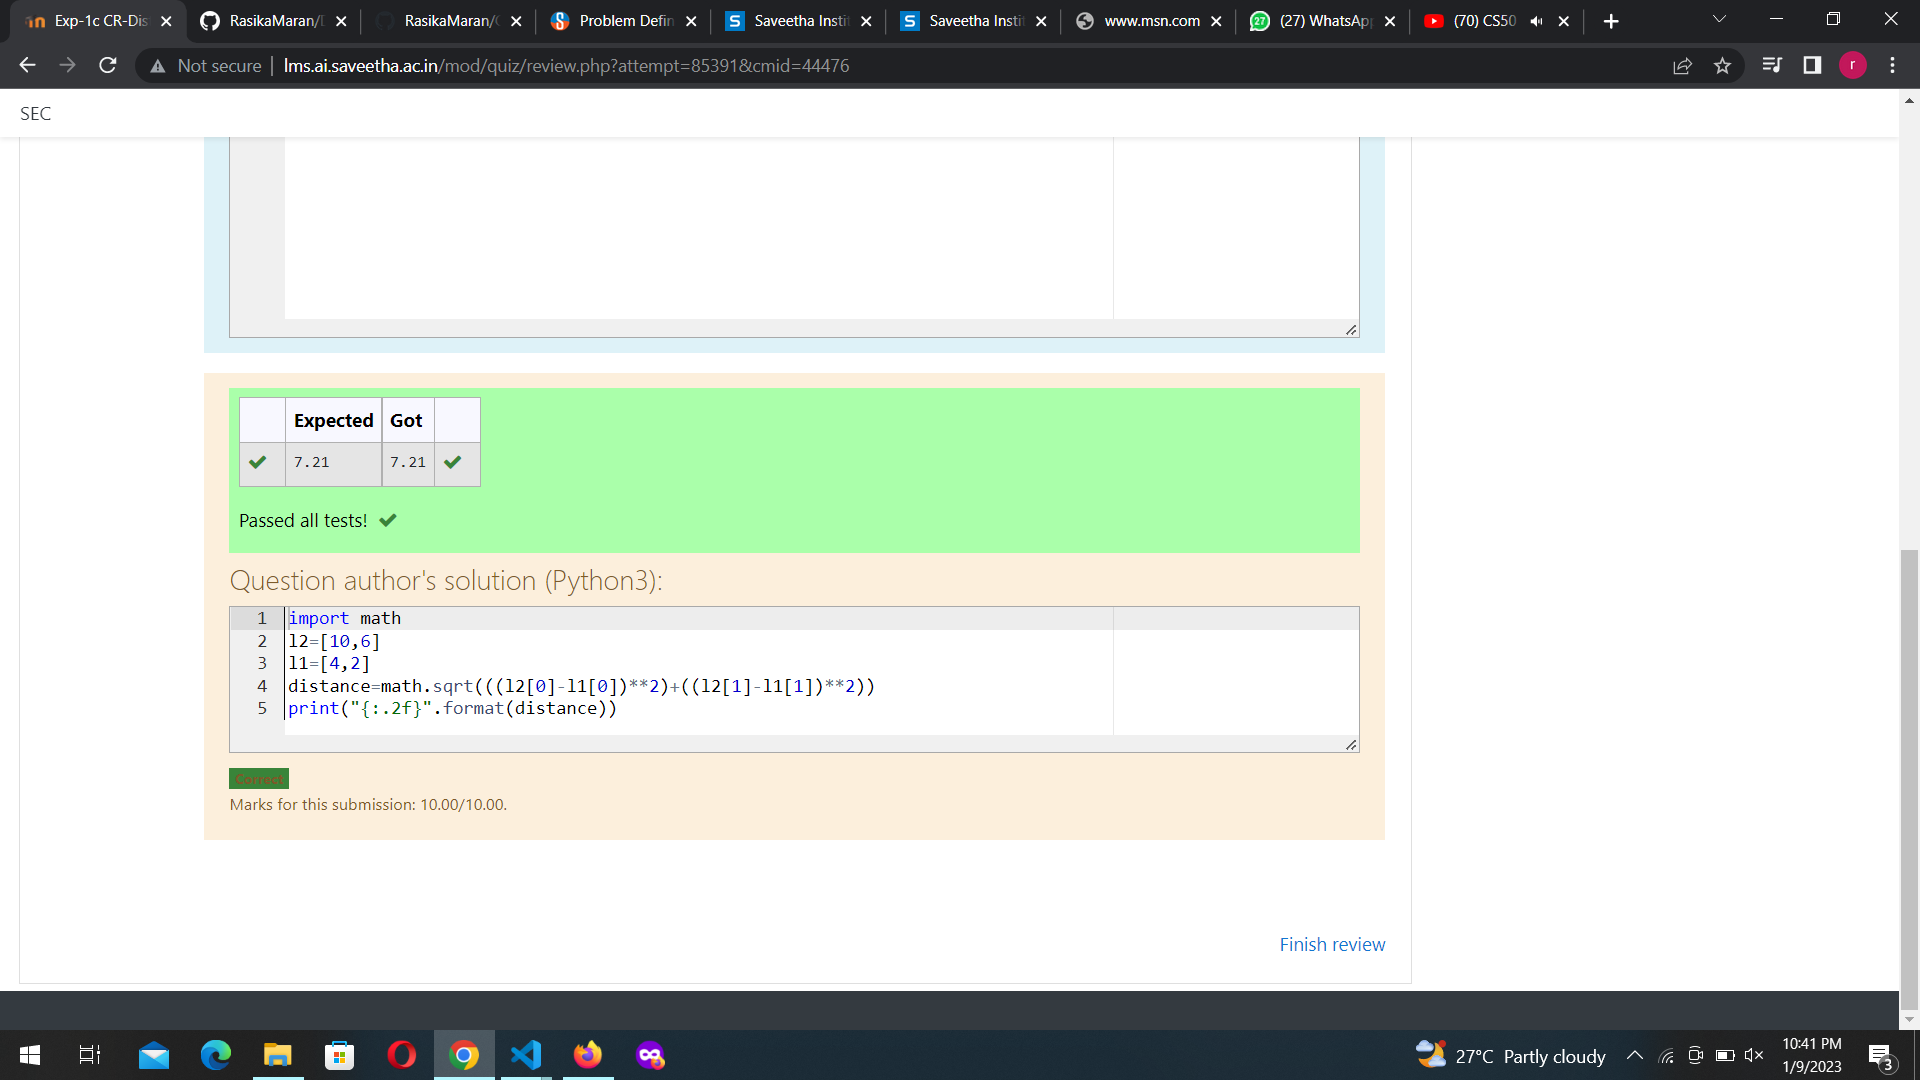 Exp-1c CR-Dis
RasikaMaran/
RasikaMaran/
Problem Defin
Saveetha Insti
Saveetha Insti
www.msn.com
(27) WhatsApp
(70) CS50
Not secure
lms.ai.saveetha.ac.in/mod/quiz/review.php?attempt=85391&cmid=44476
r
SEC
Expected Got
7.21 7.21
Passed all tests!
Question author's solution (Python3):
1 import math
2 l2=[10,6]
3 l1=[4,2]
4 distance=math.sqrt(((l2[0]-l1[0])**2)+((l2[1]-l1[1])**2))
5 print("{:.2f}".format(distance))
Correct
Marks for this submission: 10.00/10.00.
Finish review
27°C Partly cloudy
10:41 PM
1/9/2023
3